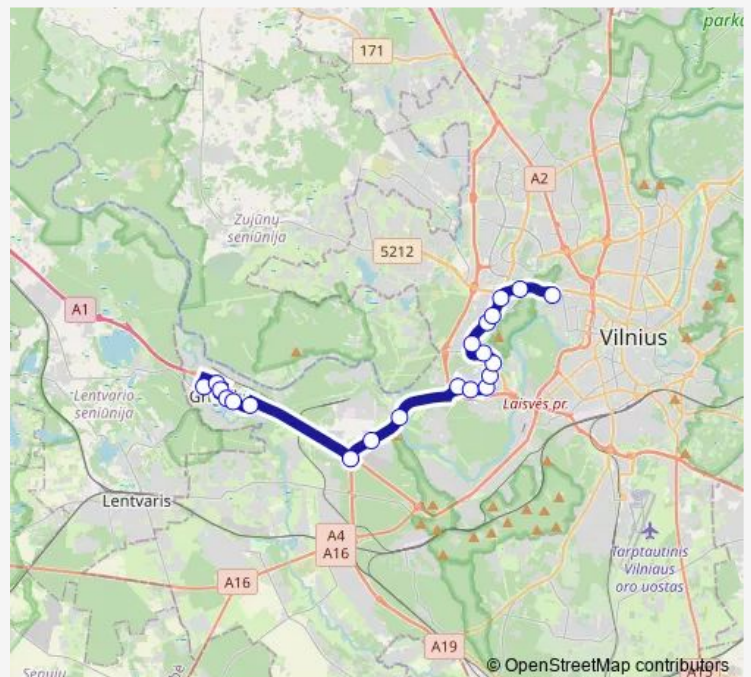 parko
171
A2
Zujūnų
seniūnija
5212
A1
Vilnius
Lentvario
seniūnija
Laisvės pr.
Lentvaris
A4
A16
Tarptautinis
Vilniaus
oro uostas
A16
A19
© OpenStreetMap contributors